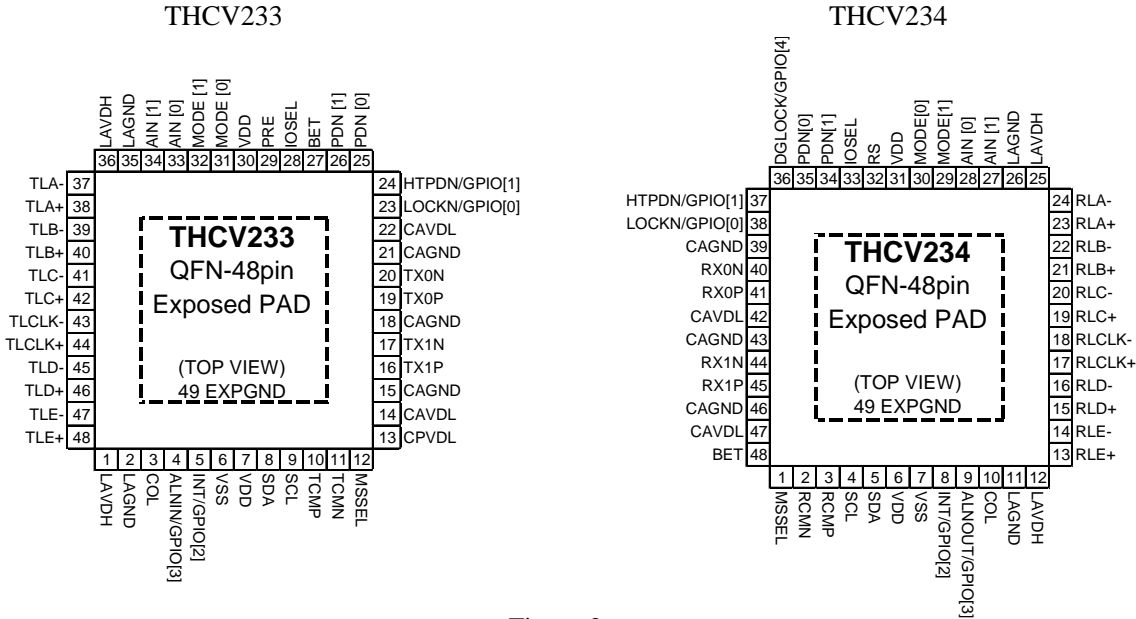 THCV233
LAVDH
LAGND
AIN [1]
AIN [0]
MODE [1]
MODE [0]
VDD
PRE
IOSEL
BET
PDN [1]
PDN [0]
36 35 34 33 32 31 30 29 28 27 26 25
TLA- 37
TLA+ 38
TLB- 39
TLB+ 40
TLC- 41
TLC+ 42
TLCLK- 43
TLCLK+ 44
TLD- 45
TLD+ 46
TLE- 47
TLE+ 48
THCV233
QFN-48pin
Exposed PAD
(TOP VIEW)
49 EXPGND
24 HTPDN/GPIO[1]
23 LOCKN/GPIO[0]
22 CAVDL
21 CAGND
20 TX0N
19 TX0P
18 CAGND
17 TX1N
16 TX1P
15 CAGND
14 CAVDL
13 CPVDL
1 2 3 4 5 6 7 8 9 10 11 12
LAVDH
LAGND
COL
ALNIN/GPIO[3]
INT/GPIO[2]
VSS
VDD
SDA
SCL
TCMP
TCMN
MSSEL
THCV234
DGLOCK/GPIO[4]
PDN[0]
PDN[1]
IOSEL
RS
VDD
MODE[0]
MODE[1]
AIN [0]
AIN [1]
LAGND
LAVDH
36 35 34 33 32 31 30 29 28 27 26 25
HTPDN/GPIO[1] 37
LOCKN/GPIO[0] 38
CAGND 39
RX0N 40
RX0P 41
CAVDL 42
CAGND 43
RX1N 44
RX1P 45
CAGND 46
CAVDL 47
BET 48
THCV234
QFN-48pin
Exposed PAD
(TOP VIEW)
49 EXPGND
24 RLA-
23 RLA+
22 RLB-
21 RLB+
20 RLC-
19 RLC+
18 RLCLK-
17 RLCLK+
16 RLD-
15 RLD+
14 RLE-
13 RLE+
1 2 3 4 5 6 7 8 9 10 11 12
MSSEL
RCMN
RCMP
SCL
SDA
VDD
VSS
INT/GPIO[2]
ALNOUT/GPIO[3]
COL
LAGND
LAVDH